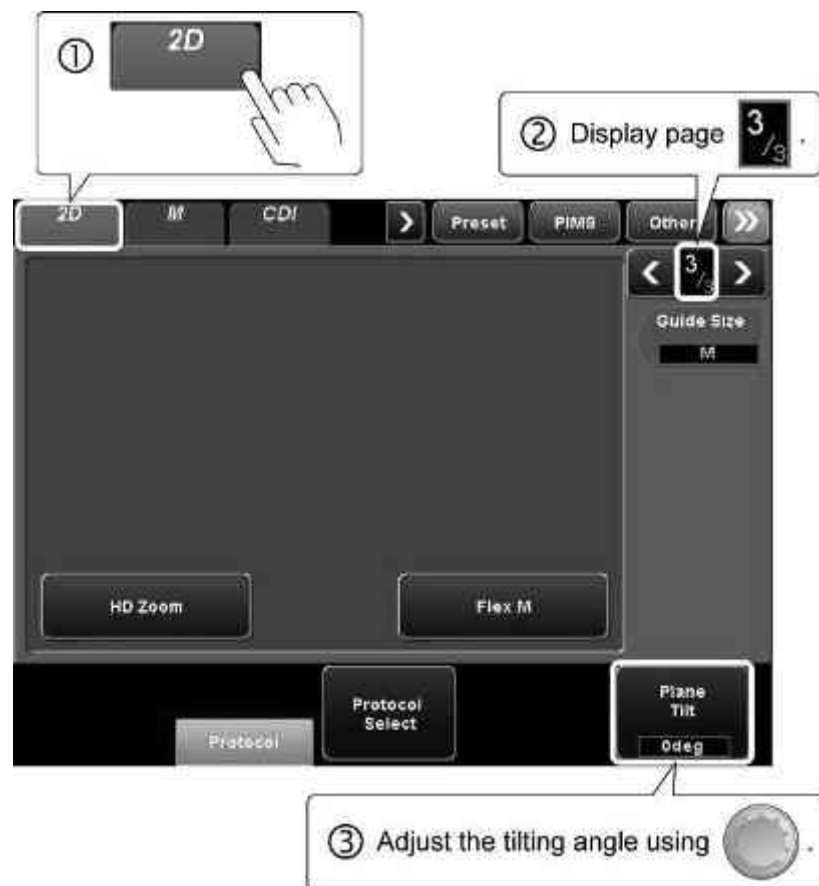 ① 2D
② Display page 3/3 .
2D M CDI > Preset PIMS Other »
< 3/3 >
Guide Size
M
HD Zoom Flex M
Protocol
Protocol
Select
Plane
Tilt
0deg
③ Adjust the tilting angle using .